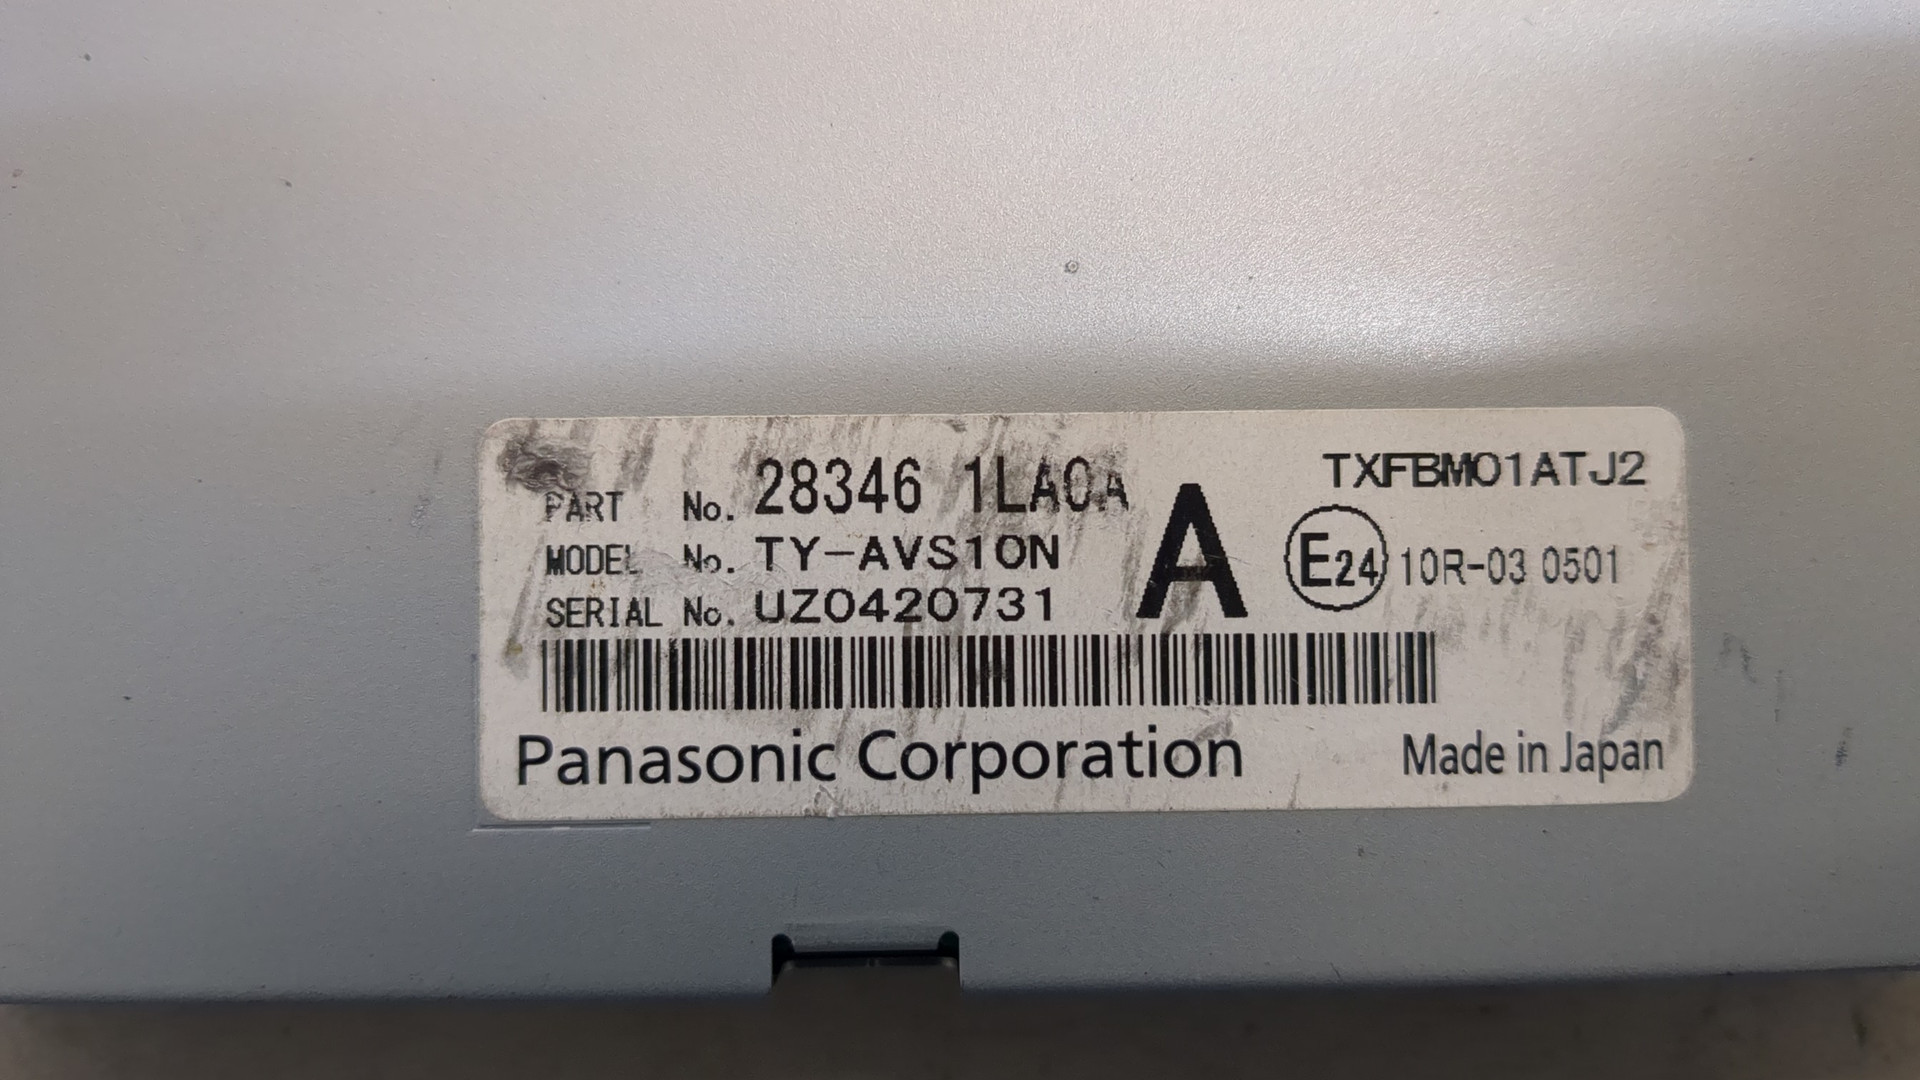 PART No. 28346 1LA0A
MODEL No. TY-AVS10N
SERIAL No. UZ0420731
A
TXFBM01ATJ2
E24 10R-03 0501
Panasonic Corporation
Made in Japan